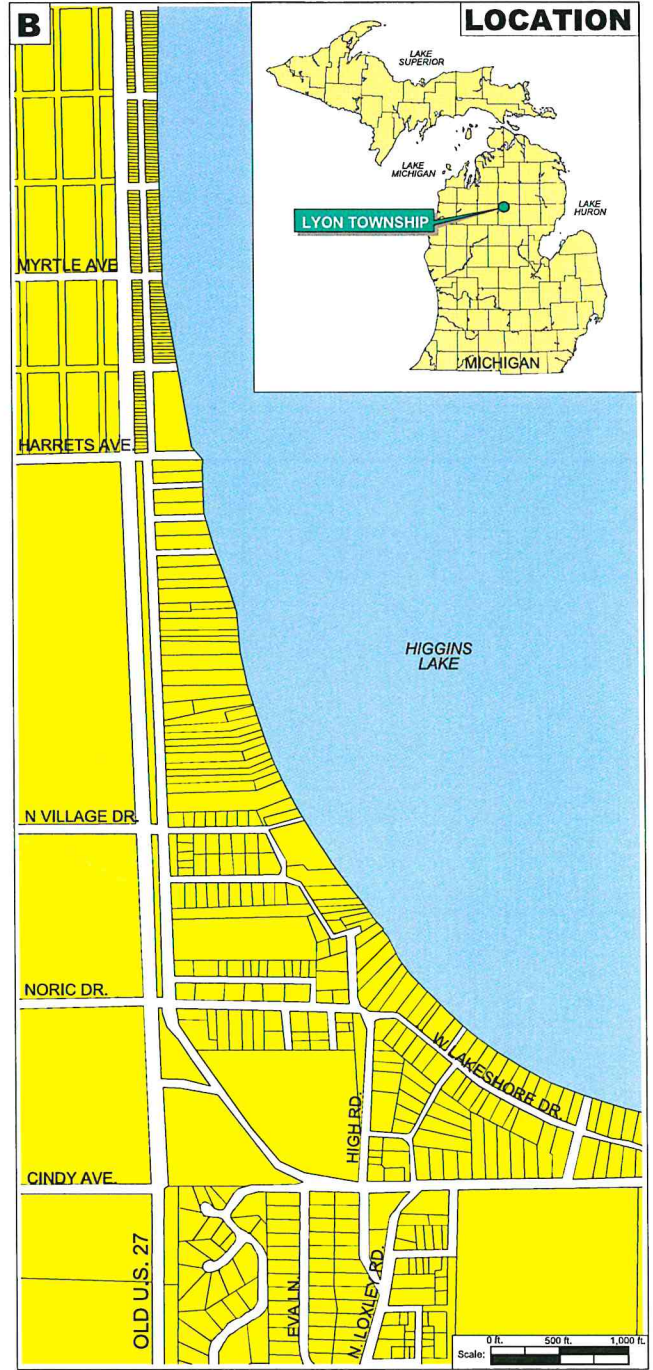 B
LOCATION
LAKE
SUPERIOR
LAKE
MICHIGAN
LAKE
HURON
LYON TOWNSHIP
MICHIGAN
MYRTLE AVE
HARRETS AVE.
HIGGINS
LAKE
N VILLAGE DR.
NORIC DR.
W. LAKESHORE DR.
HIGH RD.
CINDY AVE.
OLD U.S. 27
EVA LN.
N. LOXLEY RD.
0 ft. 500 ft. 1,000 ft.
Scale: